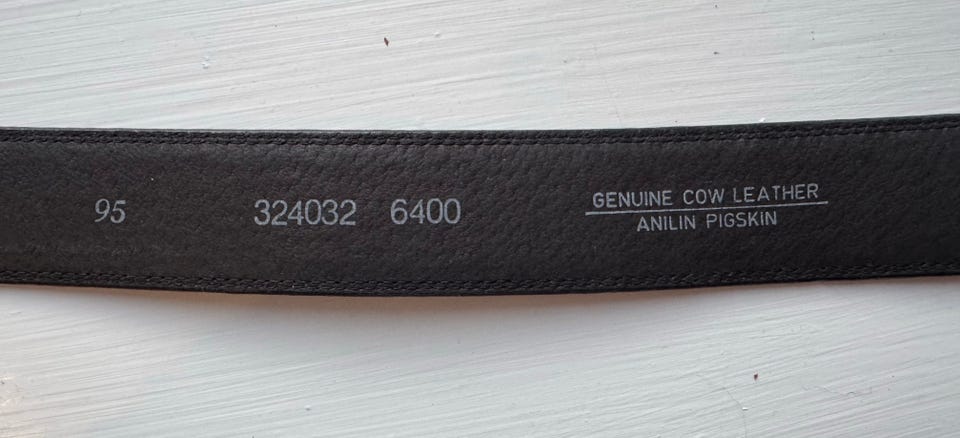 95 324032 6400
GENUINE COW LEATHER
ANILIN PIGSKIN